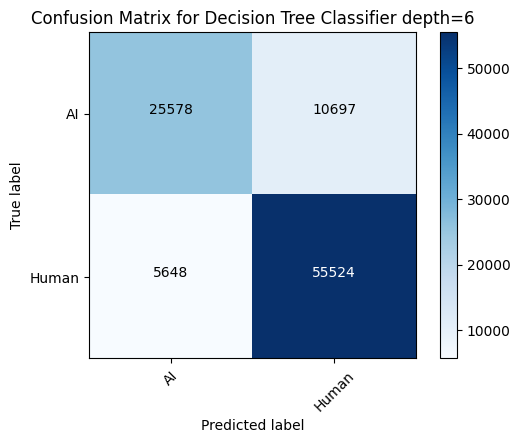 Confusion Matrix for Decision Tree Classifier depth=6
True label
AI
Human
25578
10697
5648
55524
AI
Human
Predicted label
50000
40000
30000
20000
10000